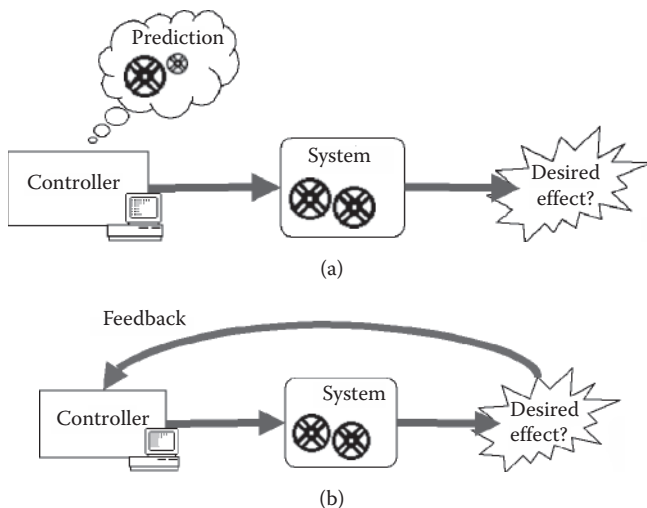 Prediction
Controller
System
Desired
effect?
(a)
Feedback
Controller
System
Desired
effect?
(b)